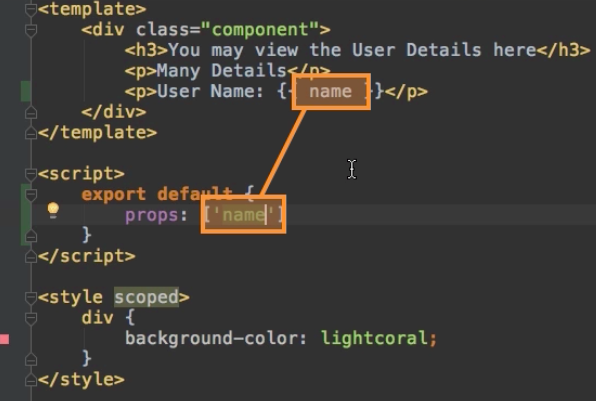 <template>
<div class="component">
<h3>You may view the User Details here</h3>
<p>Many Details</p>
<p>User Name: {{ name }}</p>
</div>
</template>
<script>
export default {
props: ['name']
}
</script>
<style scoped>
div {
background-color: lightcoral;
}
</style>